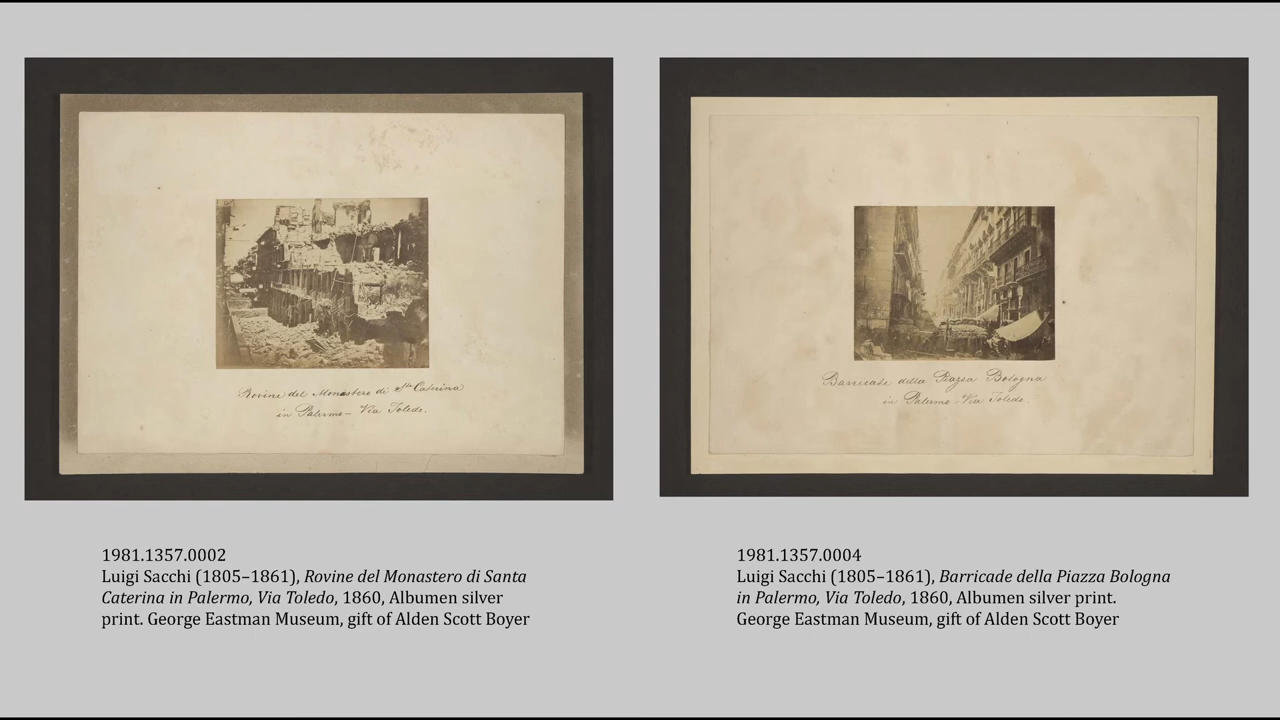 Rovine del Monastero di Sta Caterina
in Palermo - Via Toledo.
Barricade della Piazza Bologna
in Palermo - Via Toledo.
1981.1357.0002
Luigi Sacchi (1805–1861), Rovine del Monastero di Santa
Caterina in Palermo, Via Toledo, 1860, Albumen silver
print. George Eastman Museum, gift of Alden Scott Boyer
1981.1357.0004
Luigi Sacchi (1805–1861), Barricade della Piazza Bologna
in Palermo, Via Toledo, 1860, Albumen silver print.
George Eastman Museum, gift of Alden Scott Boyer